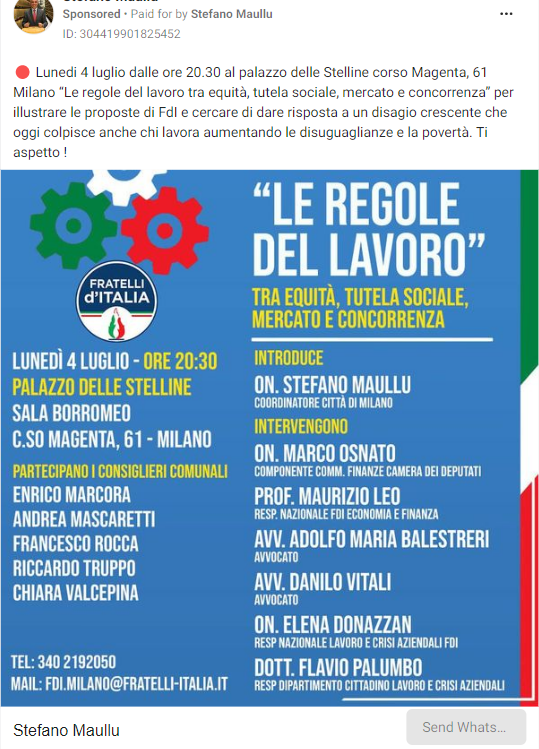 Stefano Maullu
Sponsored • Paid for by Stefano Maullu
ID: 304419901825452
🔴 Lunedi 4 luglio dalle ore 20.30 al palazzo delle Stelline corso Magenta, 61
Milano “Le regole del lavoro tra equità, tutela sociale, mercato e concorrenza” per
illustrare le proposte di FdI e cercare di dare risposta a un disagio crescente che
oggi colpisce anche chi lavora aumentando le disuguaglianze e la povertà. Ti
aspetto !
FRATELLI
d'ITALIA
“LE REGOLE
DEL LAVORO”
TRA EQUITÀ, TUTELA SOCIALE,
MERCATO E CONCORRENZA
LUNEDÌ 4 LUGLIO - ORE 20:30
PALAZZO DELLE STELLINE
SALA BORROMEO
C.SO MAGENTA, 61 - MILANO
PARTECIPANO I CONSIGLIERI COMUNALI
ENRICO MARCORA
ANDREA MASCARETTI
FRANCESCO ROCCA
RICCARDO TRUPPO
CHIARA VALCEPINA
TEL: 340 2192050
MAIL: FDI.MILANO@FRATELLI-ITALIA.IT
INTRODUCE
ON. STEFANO MAULLU
COORDINATORE CITTÀ DI MILANO
INTERVENGONO
ON. MARCO OSNATO
COMPONENTE COMM. FINANZE CAMERA DEI DEPUTATI
PROF. MAURIZIO LEO
RESP. NAZIONALE FDI ECONOMIA E FINANZA
AVV. ADOLFO MARIA BALESTRERI
AVVOCATO
AVV. DANILO VITALI
AVVOCATO
ON. ELENA DONAZZAN
RESP NAZIONALE LAVORO E CRISI AZIENDALI FDI
DOTT. FLAVIO PALUMBO
RESP DIPARTIMENTO CITTADINO LAVORO E CRISI AZIENDALI
Stefano Maullu
Send Whats...